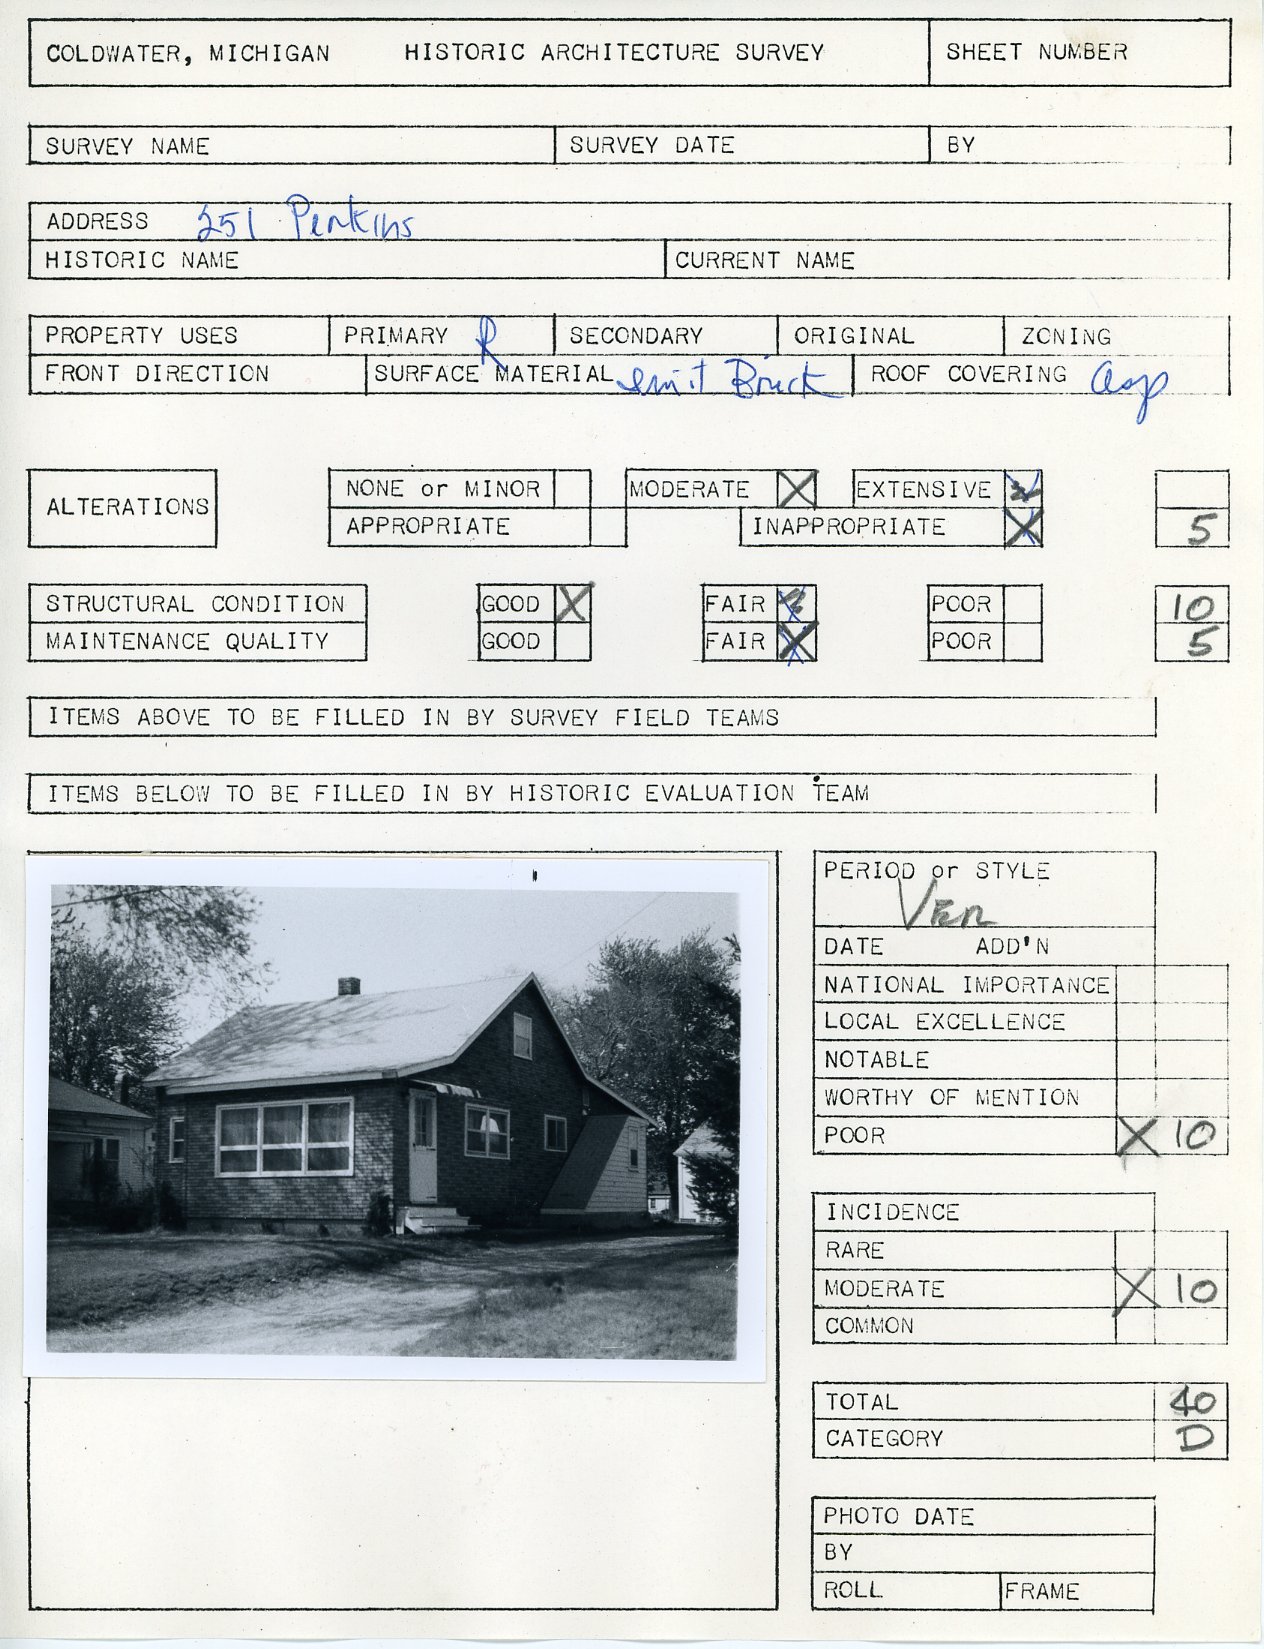 COLDWATER, MICHIGAN HISTORIC ARCHITECTURE SURVEY SHEET NUMBER
SURVEY NAME SURVEY DATE BY
ADDRESS 251 Perkins
HISTORIC NAME CURRENT NAME
PROPERTY USES PRIMARY R SECONDARY ORIGINAL ZONING
FRONT DIRECTION SURFACE MATERIAL imit Brick ROOF COVERING asp
ALTERATIONS NONE or MINOR MODERATE X EXTENSIVE
APPROPRIATE INAPPROPRIATE X 5
STRUCTURAL CONDITION GOOD X FAIR POOR 10
MAINTENANCE QUALITY GOOD FAIR X POOR 5
ITEMS ABOVE TO BE FILLED IN BY SURVEY FIELD TEAMS
ITEMS BELOW TO BE FILLED IN BY HISTORIC EVALUATION TEAM
PERIOD or STYLE
Ver
DATE ADD'N
NATIONAL IMPORTANCE
LOCAL EXCELLENCE
NOTABLE
WORTHY OF MENTION
POOR X 10
INCIDENCE
RARE
MODERATE X 10
COMMON
TOTAL 40
CATEGORY D
PHOTO DATE
BY
ROLL FRAME